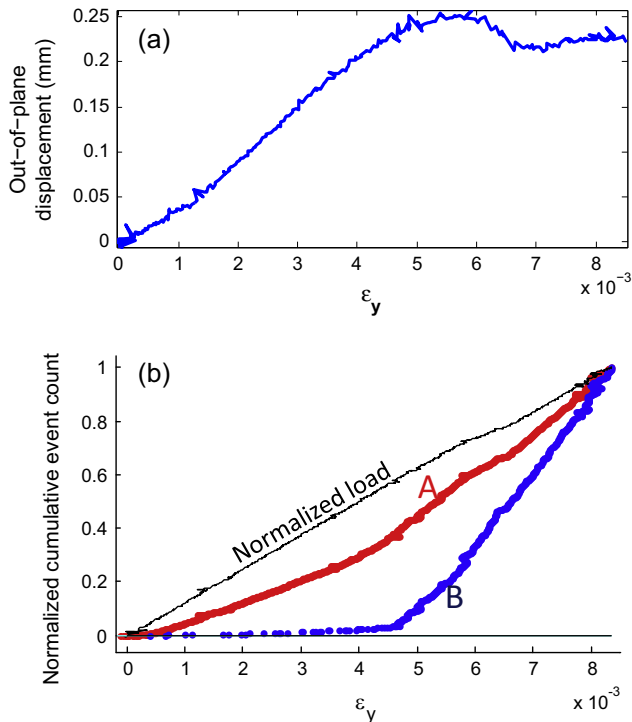 (a)
Out-of-plane
displacement (mm)
0.25
0.2
0.15
0.1
0.05
0
0 1 2 3 4 5 6 7 8
x 10⁻³
εy
(b)
Normalized cumulative event count
1
0.8
0.6
0.4
0.2
0
Normalized load
A
B
0 1 2 3 4 5 6 7 8
εy
x 10⁻³